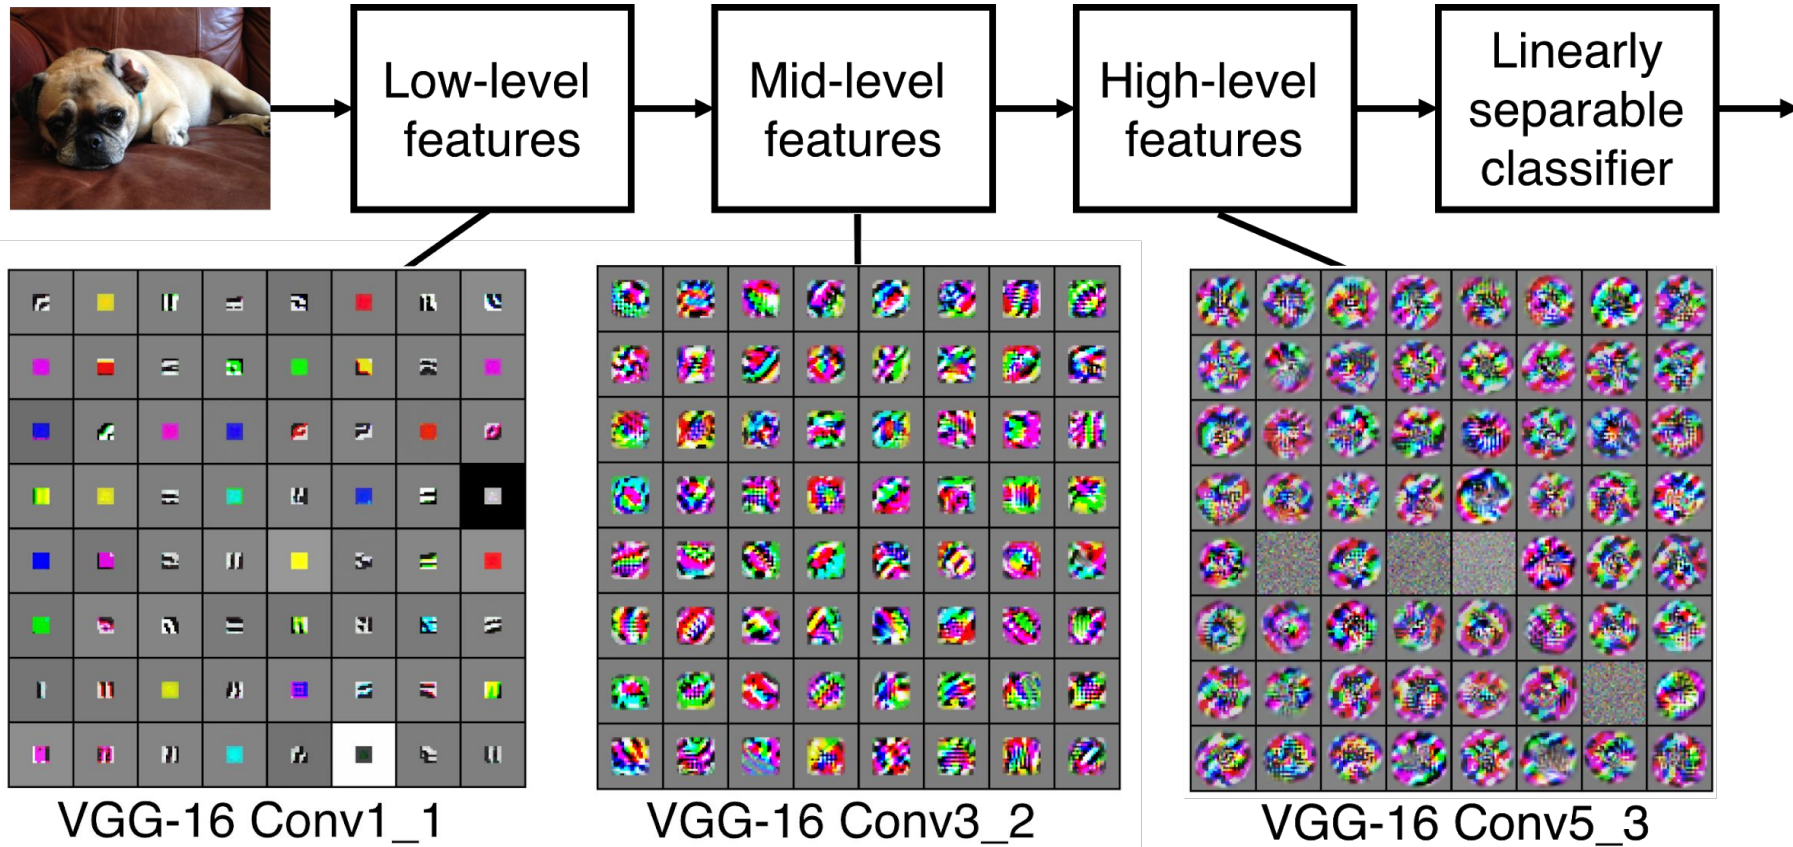 Low-level
features
Mid-level
features
High-level
features
Linearly
separable
classifier
VGG-16 Conv1_1
VGG-16 Conv3_2
VGG-16 Conv5_3